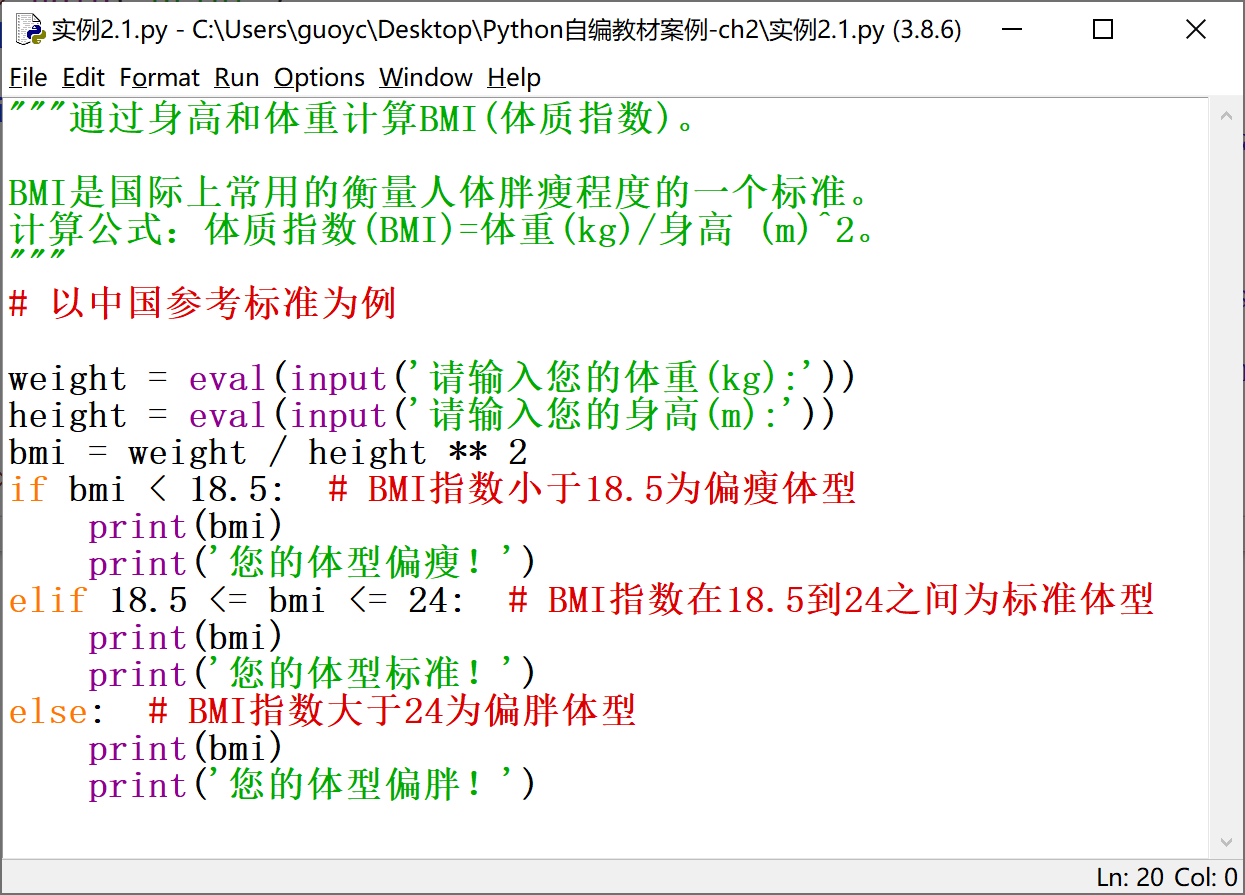 实例2.1.py - C:\Users\guoyc\Desktop\Python自编教材案例-ch2\实例2.1.py (3.8.6)
File Edit Format Run Options Window Help
"""通过身高和体重计算BMI(体质指数)。
BMI是国际上常用的衡量人体胖瘦程度的一个标准。
计算公式：体质指数(BMI)=体重(kg)/身高 (m)^2。
"""
# 以中国参考标准为例
weight = eval(input('请输入您的体重(kg):'))
height = eval(input('请输入您的身高(m):'))
bmi = weight / height ** 2
if bmi < 18.5:  # BMI指数小于18.5为偏瘦体型
    print(bmi)
    print('您的体型偏瘦！')
elif 18.5 <= bmi <= 24:  # BMI指数在18.5到24之间为标准体型
    print(bmi)
    print('您的体型标准！')
else:  # BMI指数大于24为偏胖体型
    print(bmi)
    print('您的体型偏胖！')
Ln: 20 Col: 0